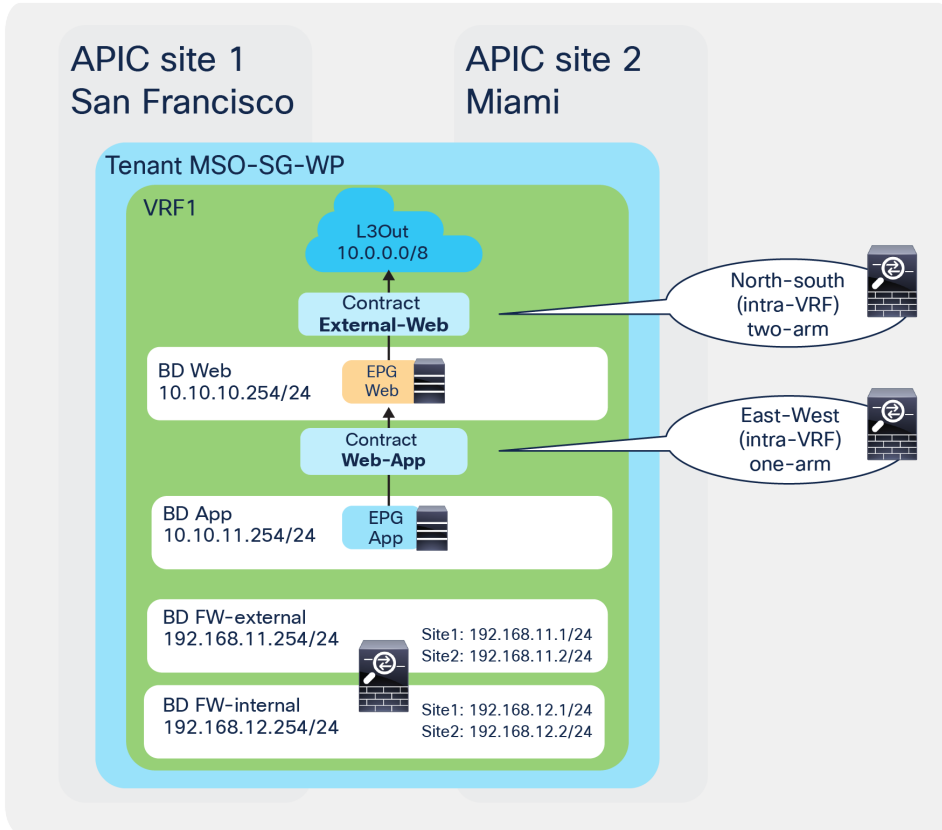 APIC site 1
San Francisco
APIC site 2
Miami
Tenant MSO-SG-WP
VRF1
L3Out
10.0.0.0/8
Contract
External-Web
North-south
(intra-VRF)
two-arm
BD Web
10.10.10.254/24
EPG
Web
Contract
Web-App
East-West
(intra-VRF)
one-arm
BD App
10.10.11.254/24
EPG
App
BD FW-external
192.168.11.254/24
Site1: 192.168.11.1/24
Site2: 192.168.11.2/24
BD FW-internal
192.168.12.254/24
Site1: 192.168.12.1/24
Site2: 192.168.12.2/24